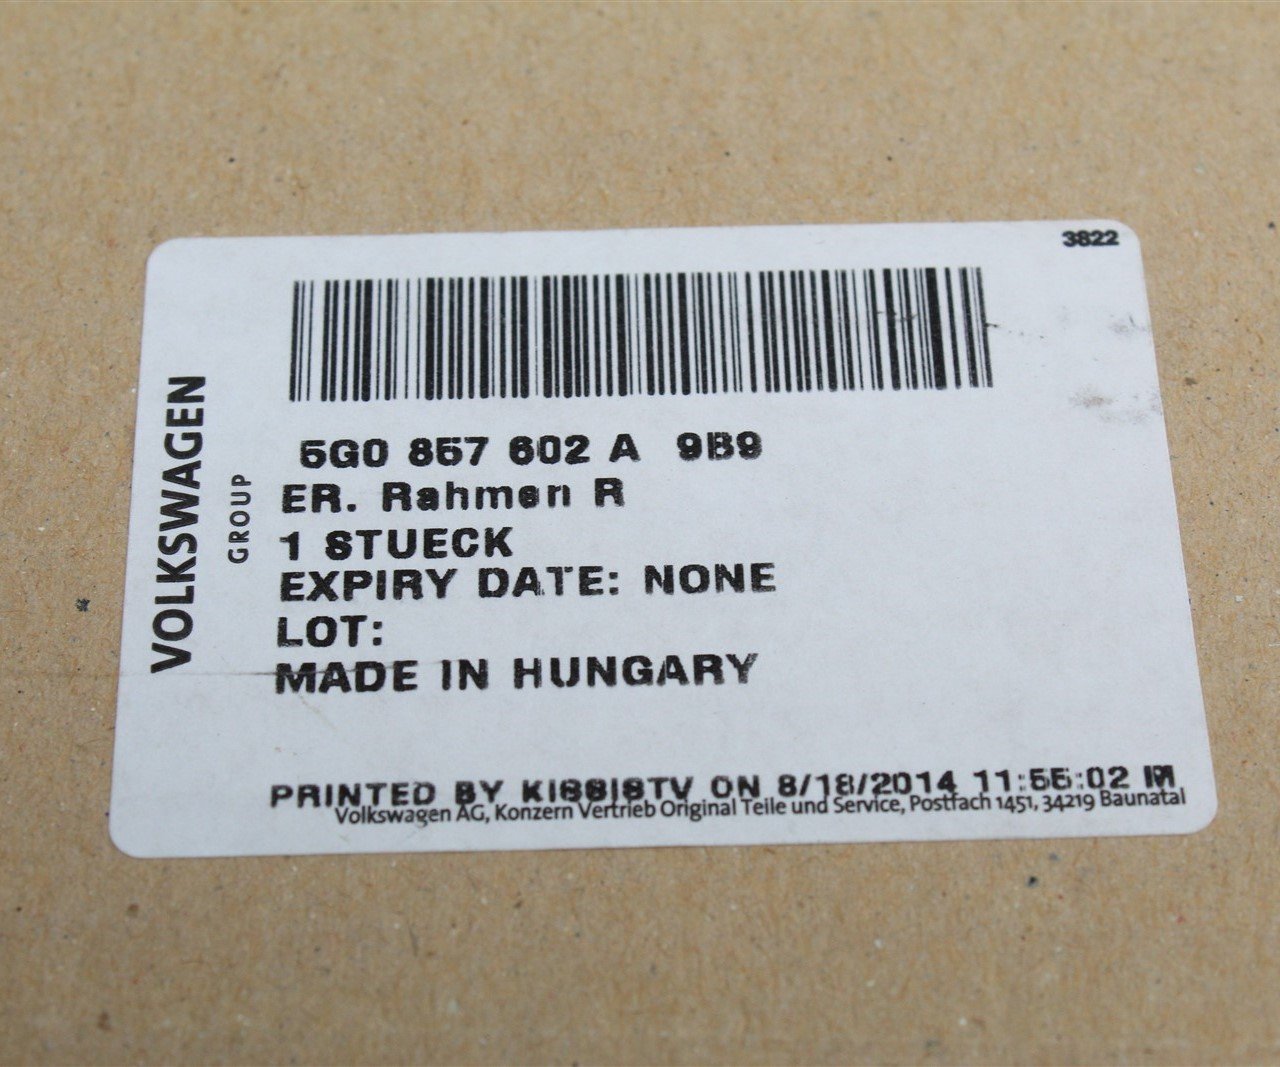 3822
VOLKSWAGEN
GROUP
5G0 857 602 A 9B9
ER. Rahmen R
1 STUECK
EXPIRY DATE: NONE
LOT:
MADE IN HUNGARY
PRINTED BY KISSISTV ON 8/18/2014 11:55:02
Volkswagen AG, Konzern Vertrieb Original Teile und Service, Postfach 1451, 34219 Baunatal